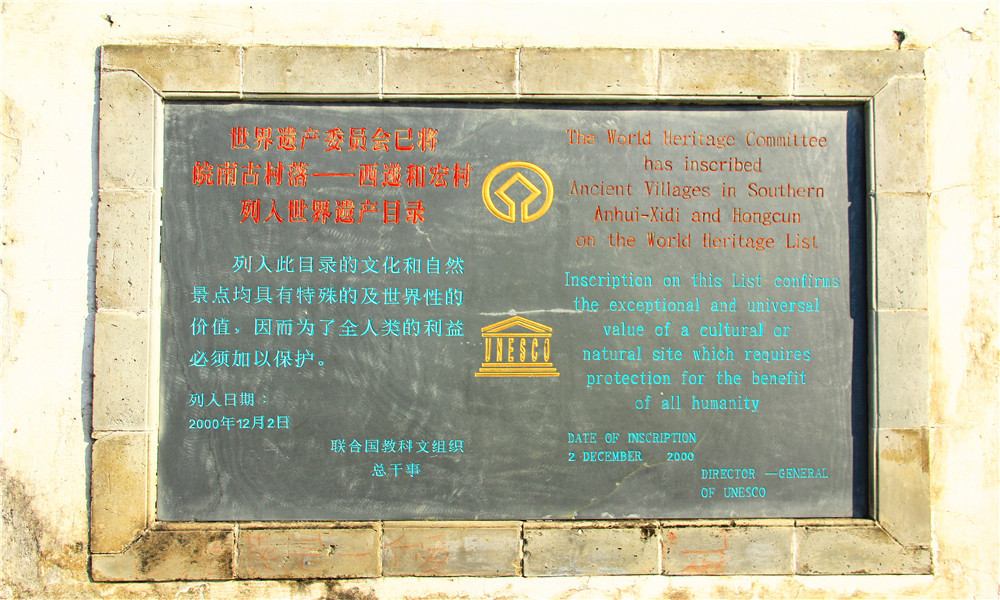 世界遗产委员会已将
皖南古村落——西递和宏村
列入世界遗产目录
列入此目录的文化和自然
景点均具有特殊的及世界性的
价值，因而为了全人类的利益
必须加以保护。
列入日期：
2000年12月2日
联合国教科文组织
总干事
UNESCO
The World Heritage Committee
has inscribed
Ancient Villages in Southern
Anhui-Xidi and Hongcun
on the World Heritage List
Inscription on this List confirms
the exceptional and universal
value of a cultural or
natural site which requires
protection for the benefit
of all humanity
DATE OF INSCRIPTION
2 DECEMBER 2000
DIRECTOR —GENERAL
OF UNESCO